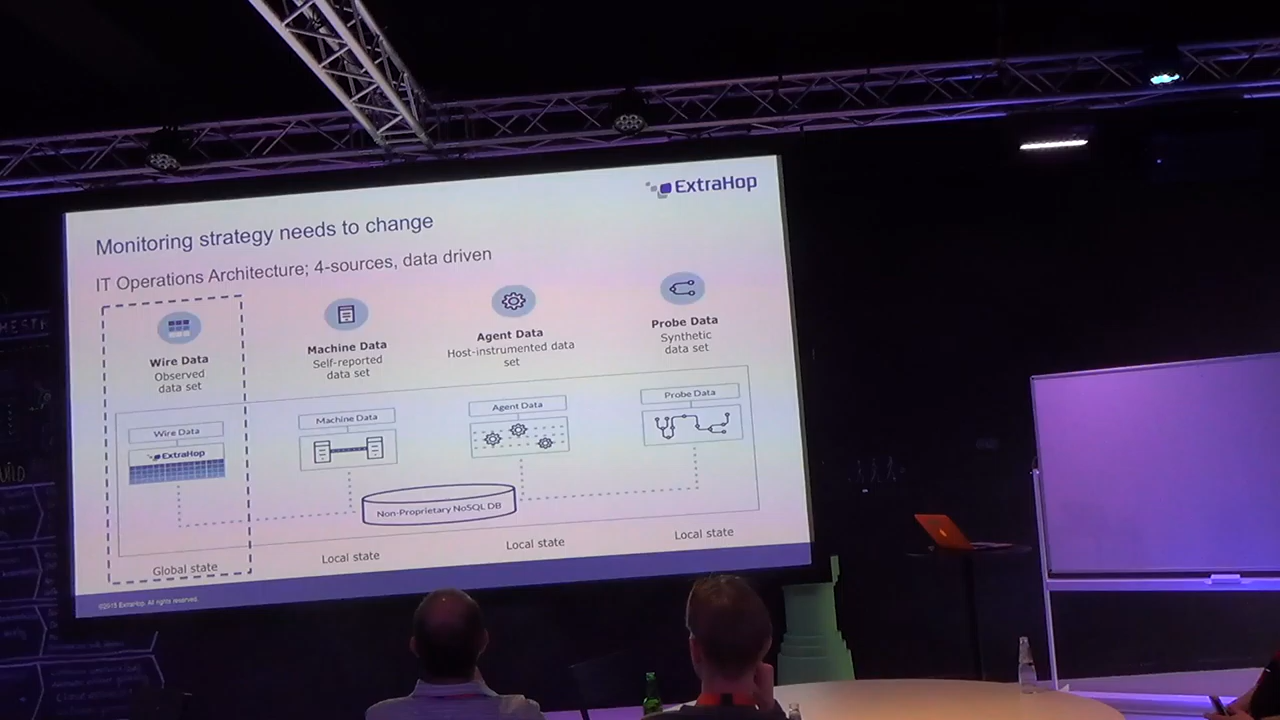 ExtraHop
Monitoring strategy needs to change
IT Operations Architecture; 4-sources, data driven
Wire Data
Observed
data set
Machine Data
Self-reported
data set
Agent Data
Host-instrumented data
set
Probe Data
Synthetic
data set
Wire Data
ExtraHop
Machine Data
Agent Data
Probe Data
Non-Proprietary NoSQL DB
Global state
Local state
Local state
Local state
©2015 ExtraHop. All rights reserved.